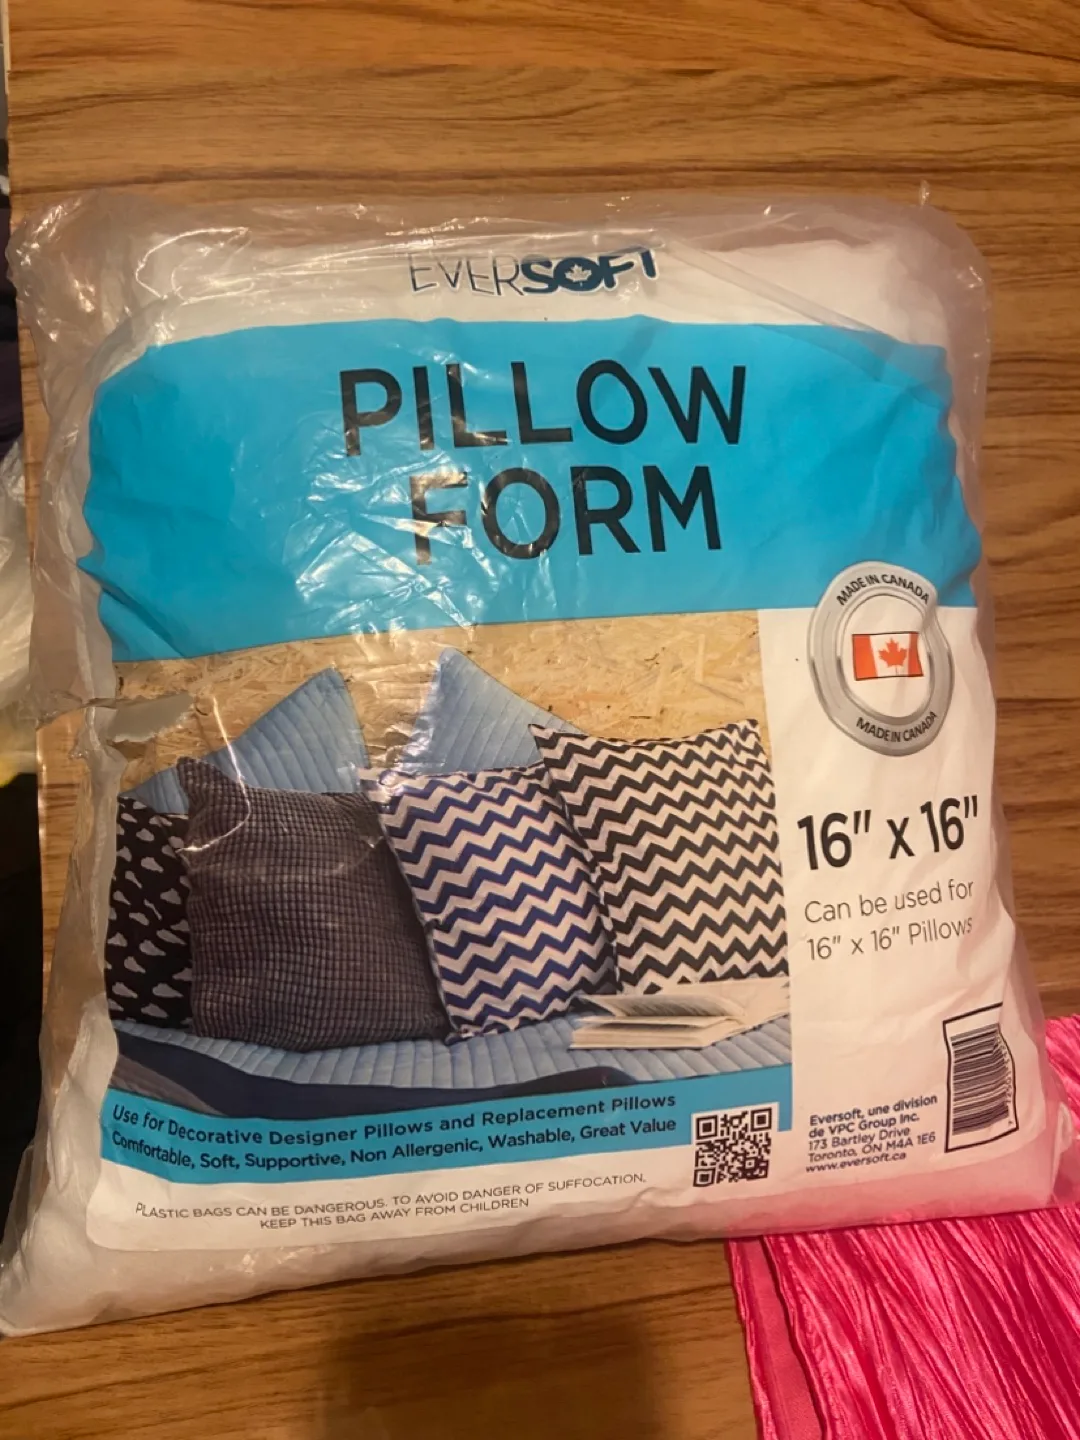 EVERSOFT
PILLOW
FORM
MADE IN CANADA
MADE IN CANADA
16" x 16"
Can be used for
16" x 16" Pillows
Use for Decorative Designer Pillows and Replacement Pillows
Comfortable, Soft, Supportive, Non Allergenic, Washable, Great Value
Eversoft, une division
de VPC Group Inc.
173 Bartley Drive
Toronto, ON M4A 1E6
www.eversoft.ca
PLASTIC BAGS CAN BE DANGEROUS. TO AVOID DANGER OF SUFFOCATION,
KEEP THIS BAG AWAY FROM CHILDREN